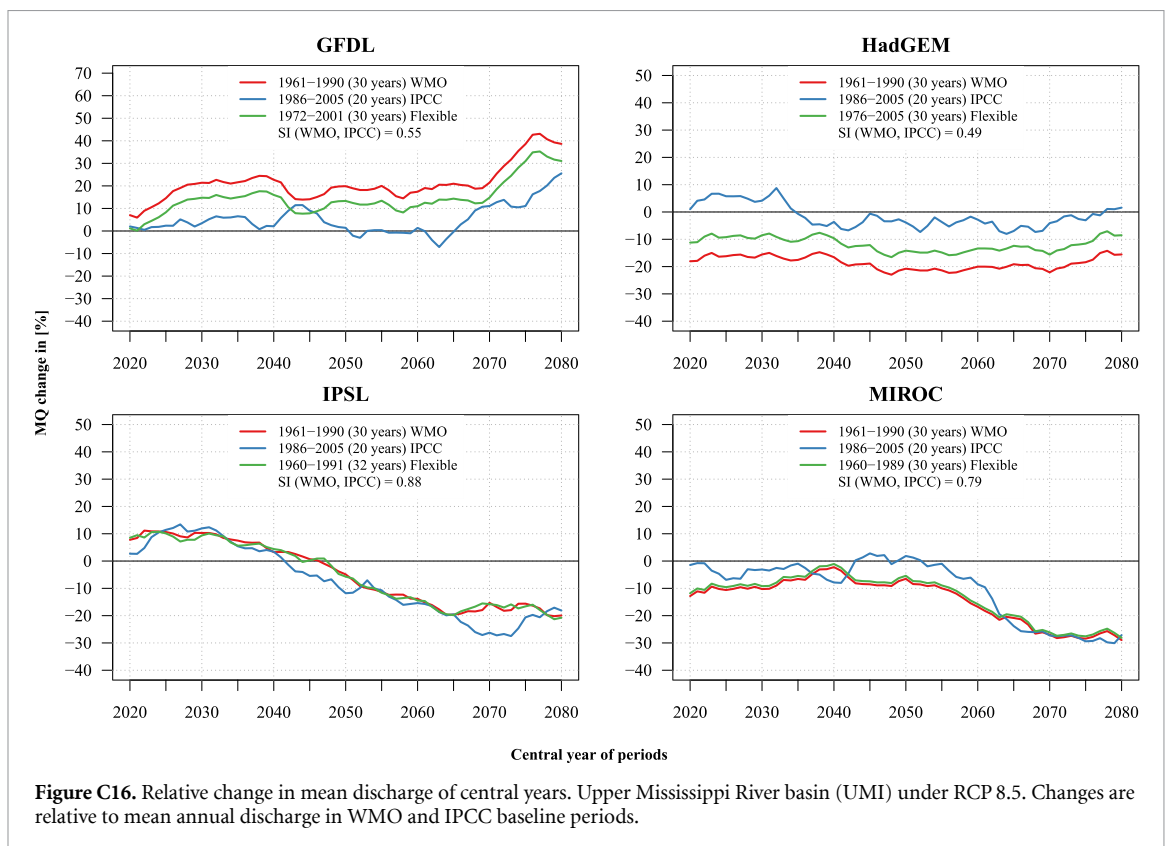 GFDL
70
60
50
40
30
20
10
0
−10
−20
−30
−40
1961−1990 (30 years) WMO
1986−2005 (20 years) IPCC
1972−2001 (30 years) Flexible
SI (WMO, IPCC) = 0.55
2020 2030 2040 2050 2060 2070 2080
HadGEM
50
40
30
20
10
0
−10
−20
−30
−40
1961−1990 (30 years) WMO
1986−2005 (20 years) IPCC
1976−2005 (30 years) Flexible
SI (WMO, IPCC) = 0.49
2020 2030 2040 2050 2060 2070 2080
MQ change in [%]
IPSL
50
40
30
20
10
0
−10
−20
−30
−40
1961−1990 (30 years) WMO
1986−2005 (20 years) IPCC
1960−1991 (32 years) Flexible
SI (WMO, IPCC) = 0.88
2020 2030 2040 2050 2060 2070 2080
MIROC
50
40
30
20
10
0
−10
−20
−30
−40
1961−1990 (30 years) WMO
1986−2005 (20 years) IPCC
1960−1989 (30 years) Flexible
SI (WMO, IPCC) = 0.79
2020 2030 2040 2050 2060 2070 2080
Central year of periods
Figure C16. Relative change in mean discharge of central years. Upper Mississippi River basin (UMI) under RCP 8.5. Changes are
relative to mean annual discharge in WMO and IPCC baseline periods.